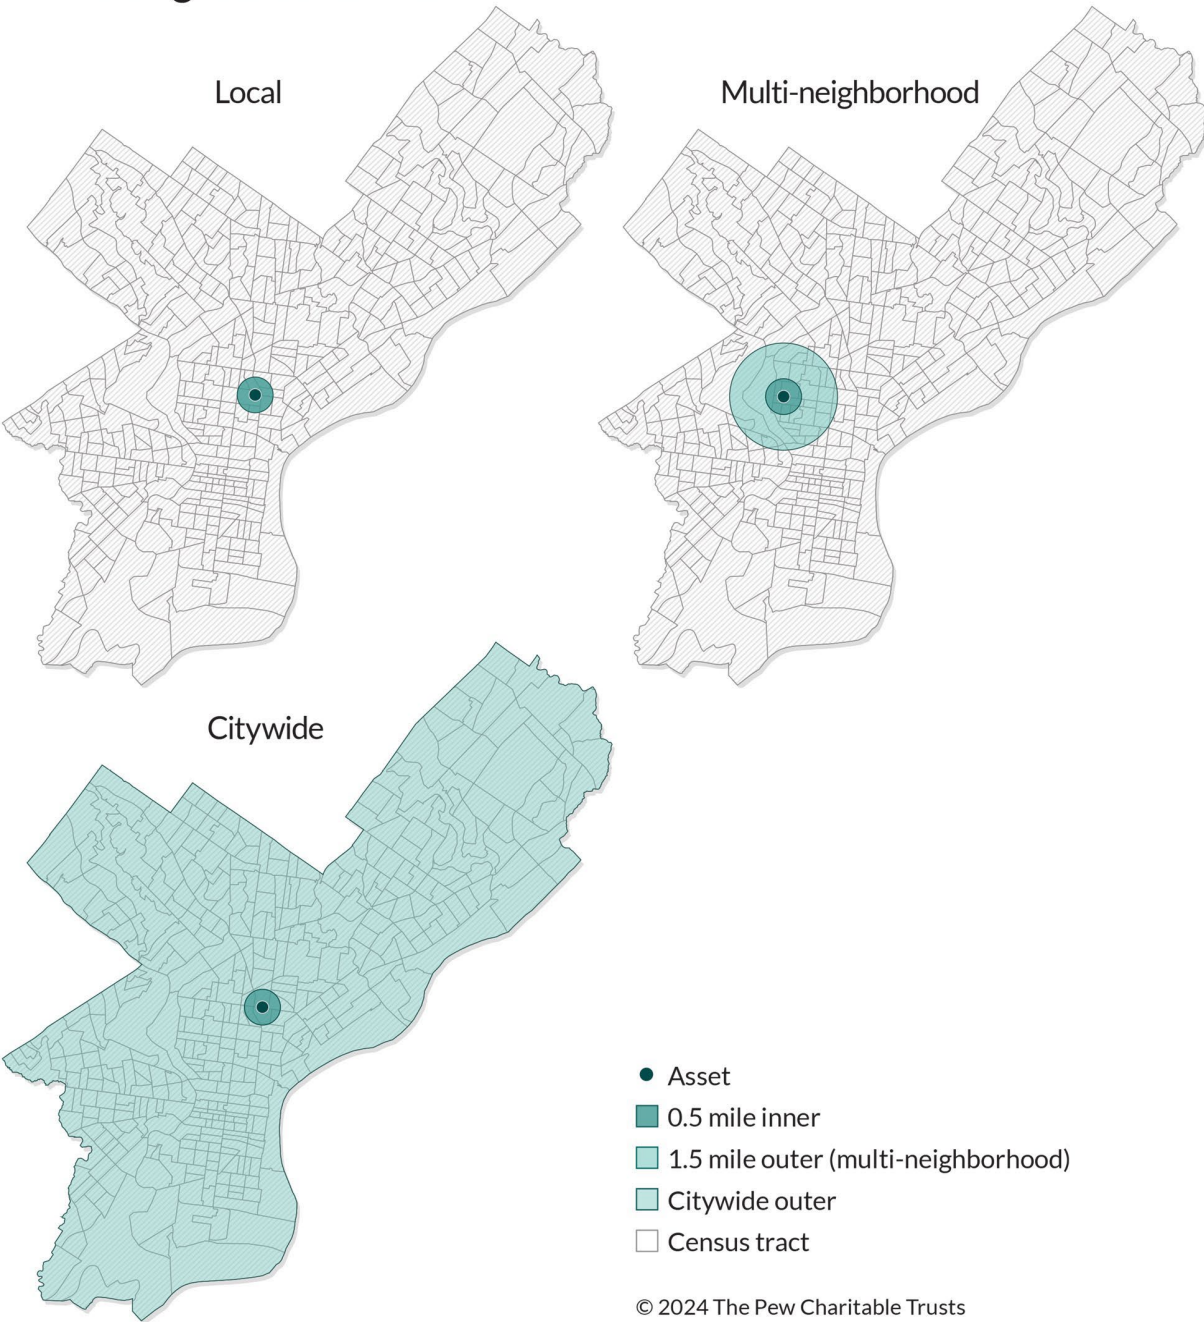 Local
Multi-neighborhood
Citywide
Asset
0.5 mile inner
1.5 mile outer (multi-neighborhood)
Citywide outer
Census tract
© 2024 The Pew Charitable Trusts